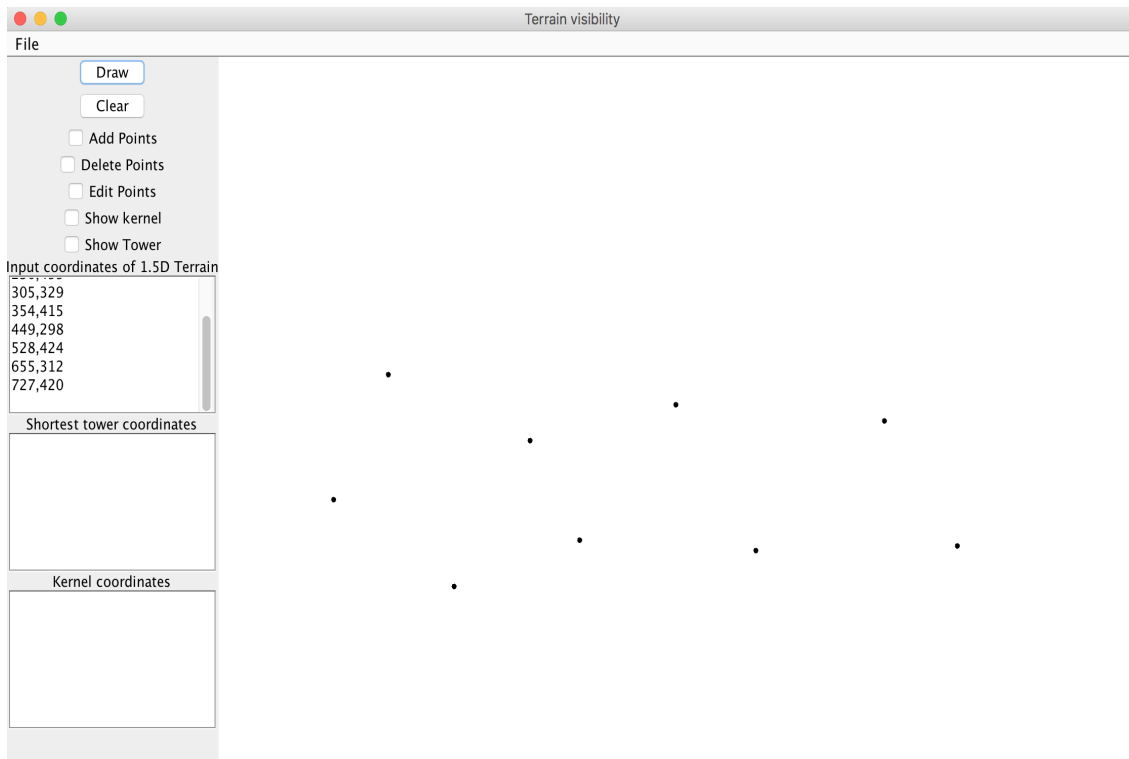 Terrain visibility
File
Draw
Clear
Add Points
Delete Points
Edit Points
Show kernel
Show Tower
Input coordinates of 1.5D Terrain
305,329
354,415
449,298
528,424
655,312
727,420
Shortest tower coordinates
Kernel coordinates